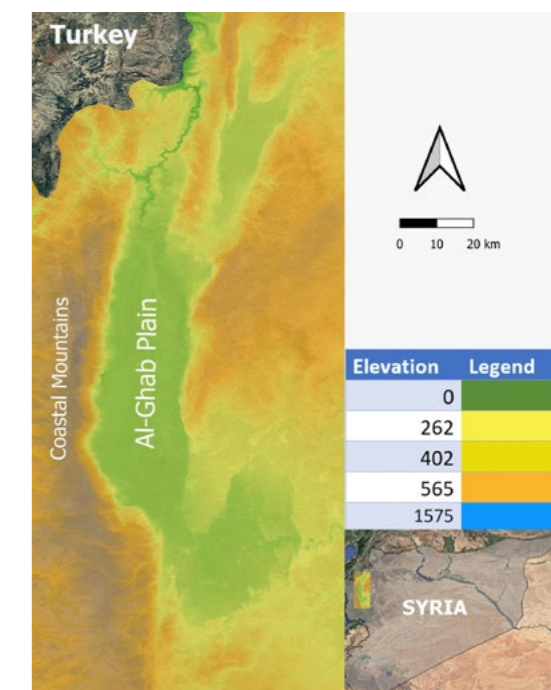 Turkey
Coastal Mountains
Al-Ghab Plain
0 10 20 km
Elevation Legend
0
262
402
565
1575
SYRIA